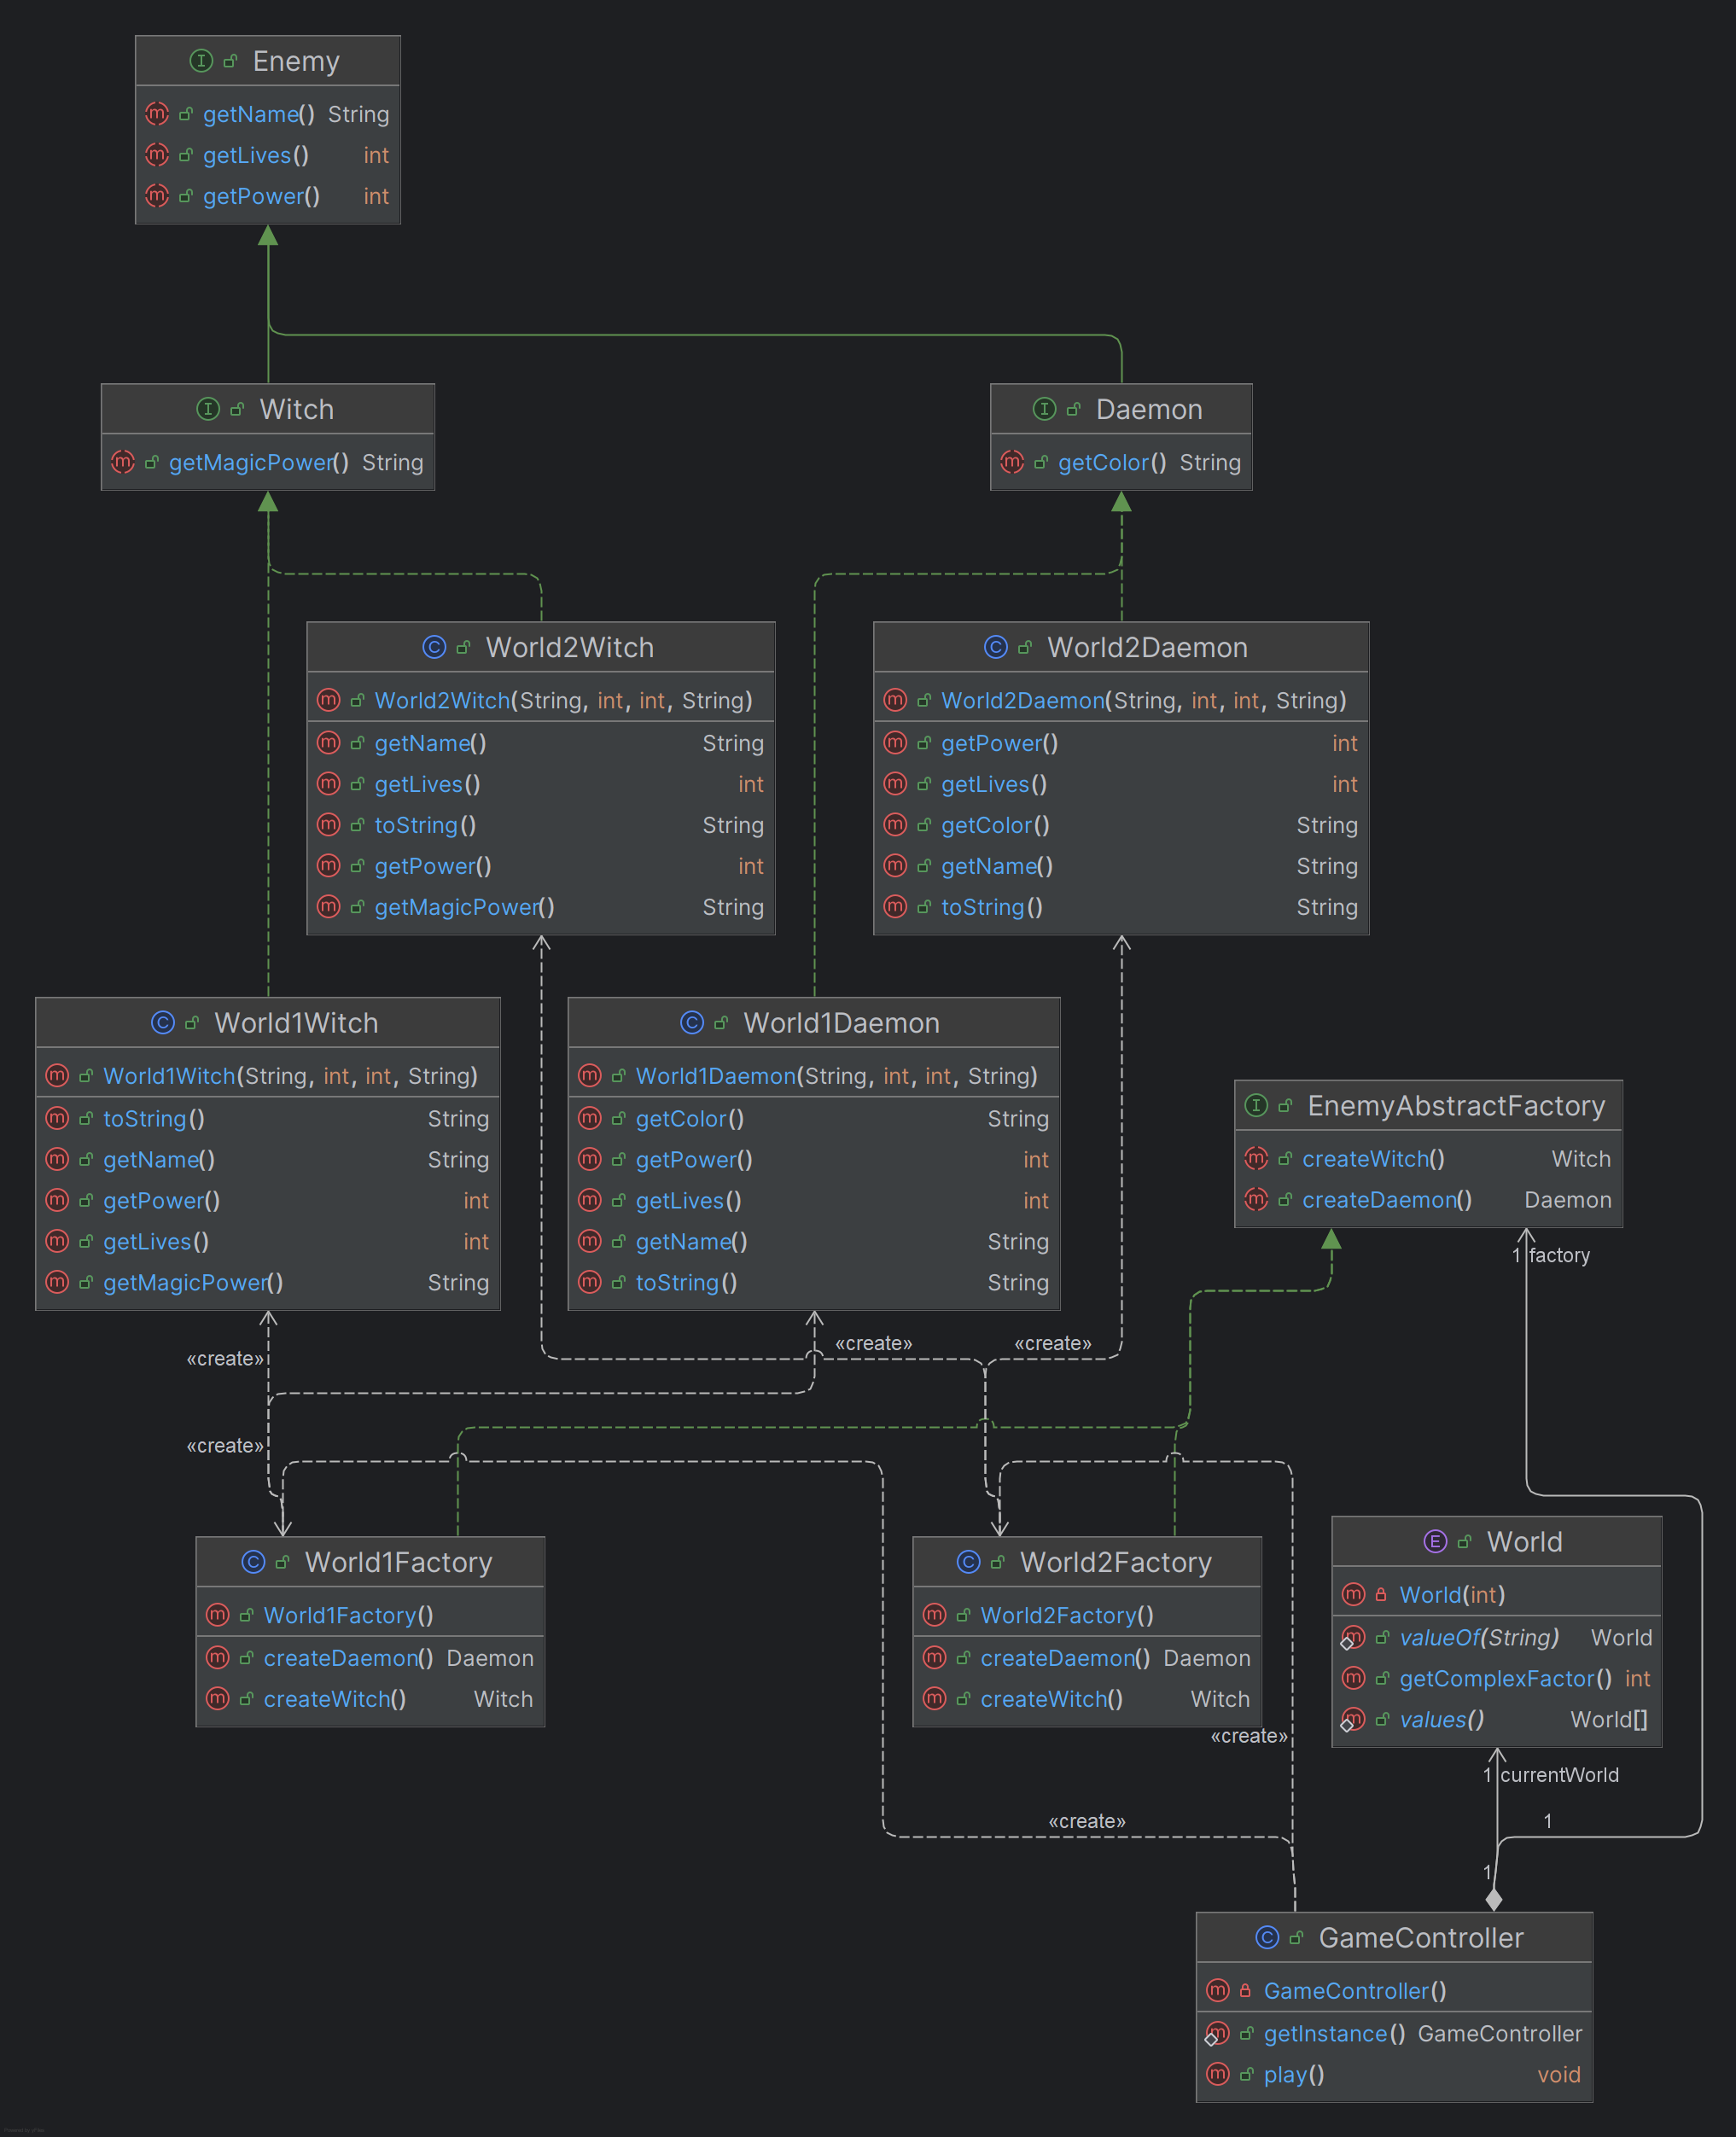 Enemy
getName() String
getLives() int
getPower() int
Witch
getMagicPower() String
Daemon
getColor() String
World2Witch
World2Witch(String, int, int, String)
getName() String
getLives() int
toString() String
getPower() int
getMagicPower() String
World2Daemon
World2Daemon(String, int, int, String)
getPower() int
getLives() int
getColor() String
getName() String
toString() String
World1Witch
World1Witch(String, int, int, String)
toString() String
getName() String
getPower() int
getLives() int
getMagicPower() String
World1Daemon
World1Daemon(String, int, int, String)
getColor() String
getPower() int
getLives() int
getName() String
toString() String
EnemyAbstractFactory
createWitch() Witch
createDaemon() Daemon
1 factory
«create»
«create»
«create»
«create»
World1Factory
World1Factory()
createDaemon() Daemon
createWitch() Witch
World2Factory
World2Factory()
createDaemon() Daemon
createWitch() Witch
World
World(int)
valueOf(String) World
getComplexFactor() int
values() World[]
«create»
1 currentWorld
«create»
1
1
GameController
GameController()
getInstance() GameController
play() void